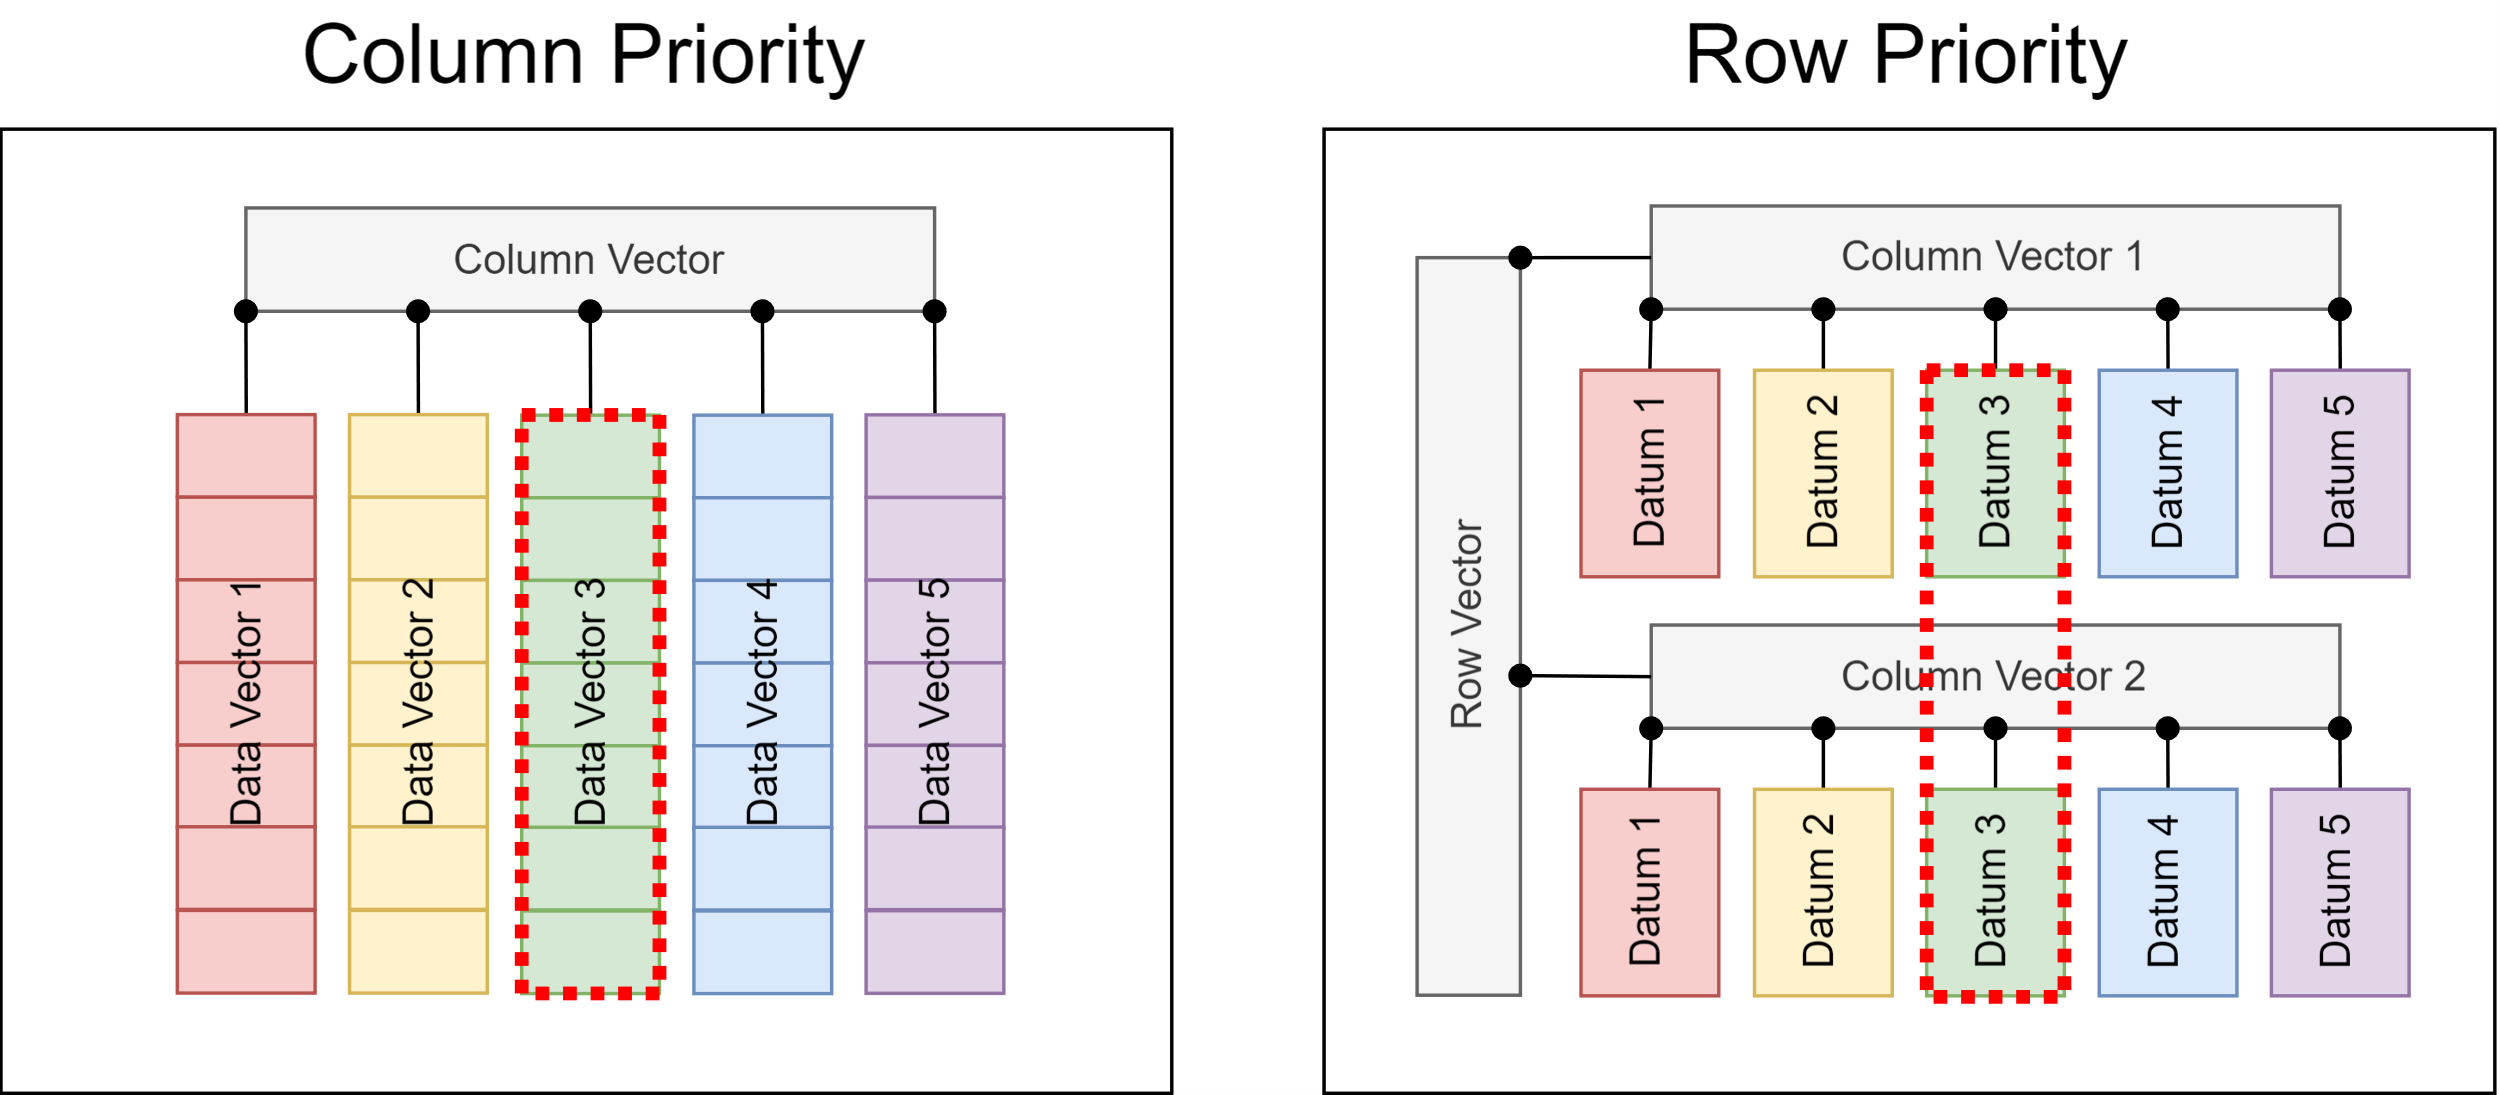 Column Priority
Row Priority
Column Vector
Data Vector 1
Data Vector 2
Data Vector 3
Data Vector 4
Data Vector 5
Row Vector
Column Vector 1
Datum 1
Datum 2
Datum 3
Datum 4
Datum 5
Column Vector 2
Datum 1
Datum 2
Datum 3
Datum 4
Datum 5